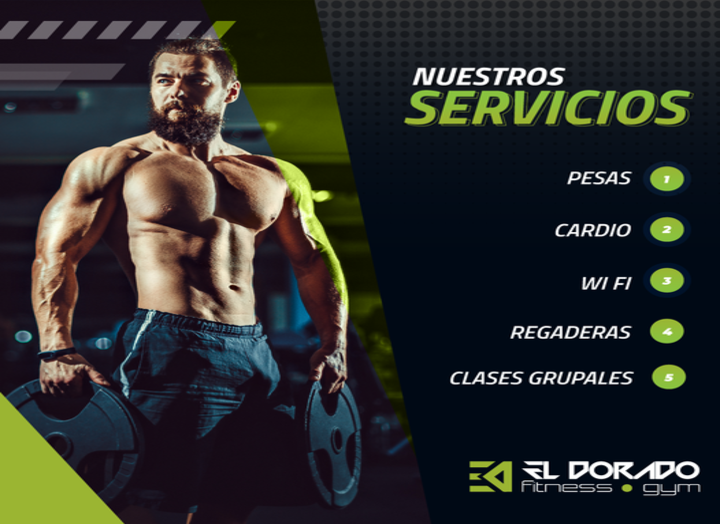 NUESTROS
SERVICIOS
PESAS 1
CARDIO 2
WI FI 3
REGADERAS 4
CLASES GRUPALES 5
EL DORADO
fitness • gym